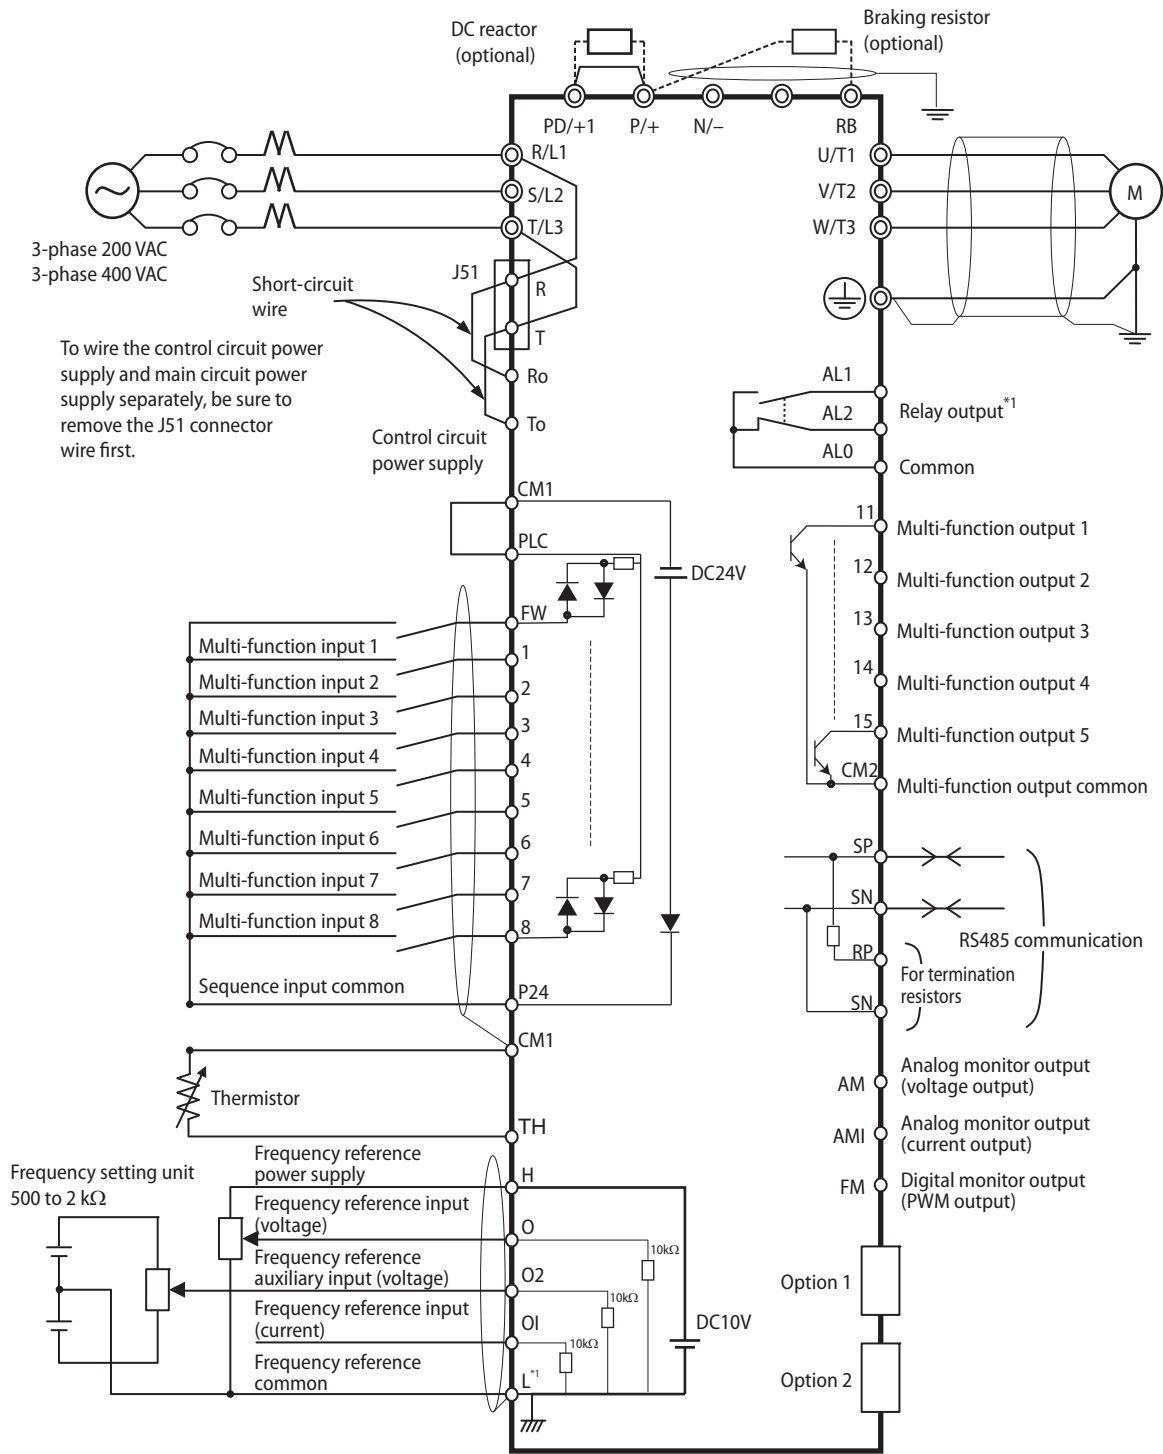 DC reactor
(optional)
Braking resistor
(optional)
PD/+1
P/+
N/–
RB
R/L1
S/L2
T/L3
U/T1
V/T2
W/T3
M
3-phase 200 VAC
3-phase 400 VAC
J51
R
T
Short-circuit
wire
To wire the control circuit power
supply and main circuit power
supply separately, be sure to
remove the J51 connector
wire first.
Ro
To
Control circuit
power supply
AL1
AL2
AL0
Relay output*1
Common
CM1
PLC
DC24V
FW
Multi-function input 1
1
Multi-function input 2
2
Multi-function input 3
3
Multi-function input 4
4
Multi-function input 5
5
Multi-function input 6
6
Multi-function input 7
7
Multi-function input 8
8
Sequence input common
P24
CM1
Thermistor
TH
11
Multi-function output 1
12
Multi-function output 2
13
Multi-function output 3
14
Multi-function output 4
15
Multi-function output 5
CM2
Multi-function output common
SP
SN
RP
SN
RS485 communication
For termination
resistors
AM
Analog monitor output
(voltage output)
AMI
Analog monitor output
(current output)
FM
Digital monitor output
(PWM output)
Frequency setting unit
500 to 2 kΩ
Frequency reference
power supply
H
Frequency reference input
(voltage)
O
10kΩ
Frequency reference
auxiliary input (voltage)
O2
10kΩ
Frequency reference input
(current)
OI
10kΩ
DC10V
Frequency reference
common
L*1
Option 1
Option 2